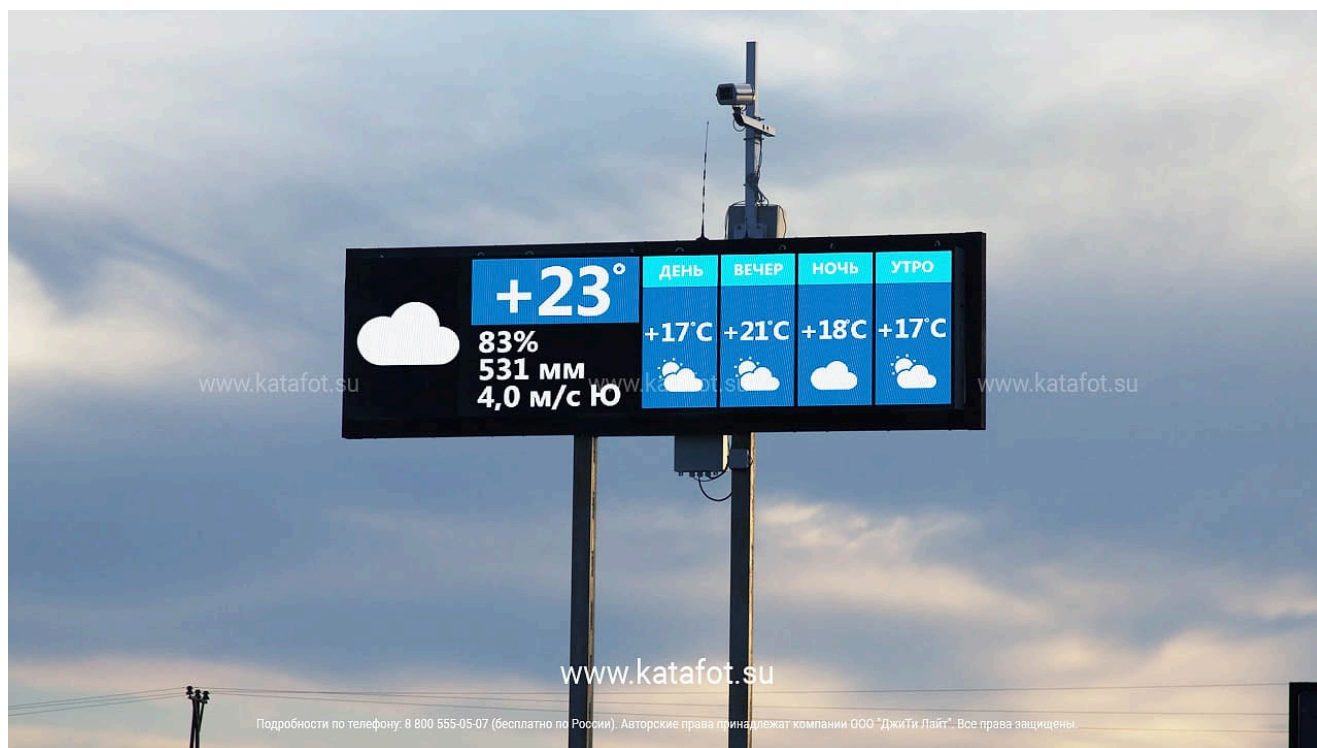 +23°
83%
531 мм
4,0 м/с Ю
ДЕНЬ
+17°C
ВЕЧЕР
+21°C
НОЧЬ
+18°C
УТРО
+17°C
www.katafot.su
www.katafot.su
www.katafot.su
www.katafot.su
Подробности по телефону: 8 800 555-05-07 (бесплатно по России). Авторские права принадлежат компании ООО "ДжиТи Лайт". Все права защищены.